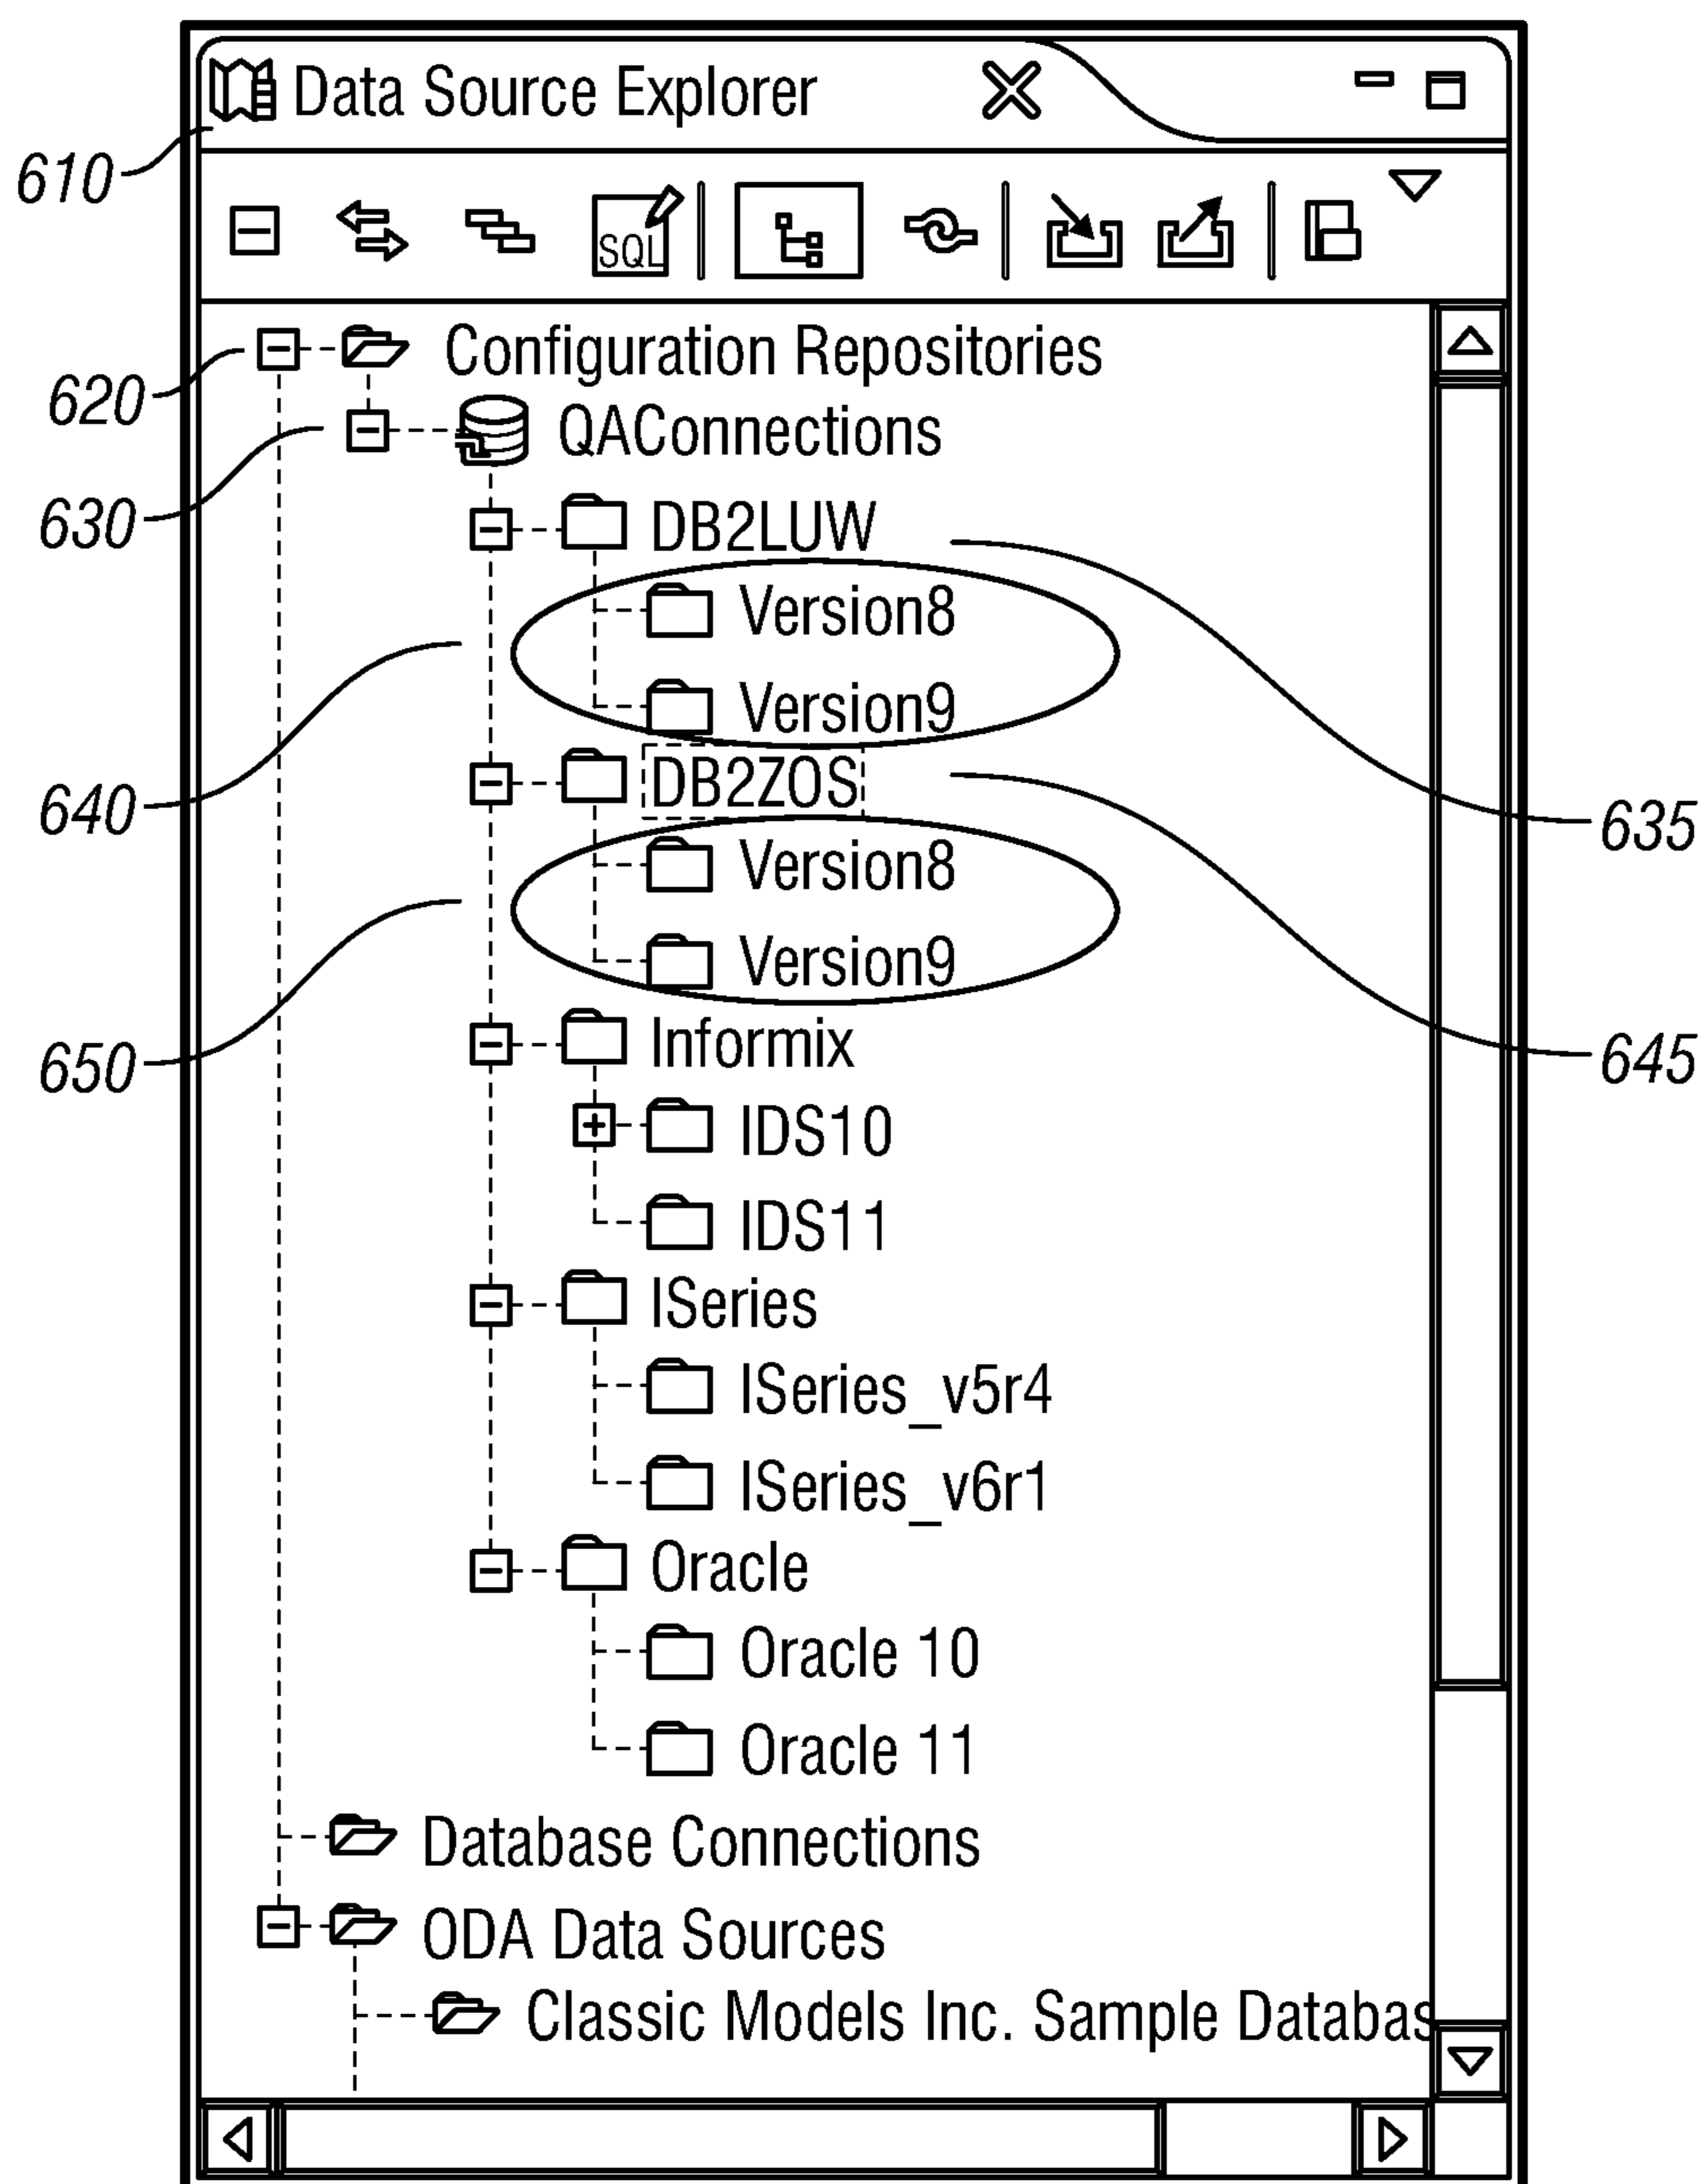 Data Source Explorer
610
SQL
Configuration Repositories
620
QAConnections
630
DB2LUW
Version8
Version9
640
DB2ZOS
635
Version8
Version9
650
Informix
645
IDS10
IDS11
ISeries
ISeries_v5r4
ISeries_v6r1
Oracle
Oracle 10
Oracle 11
Database Connections
ODA Data Sources
Classic Models Inc. Sample Databas